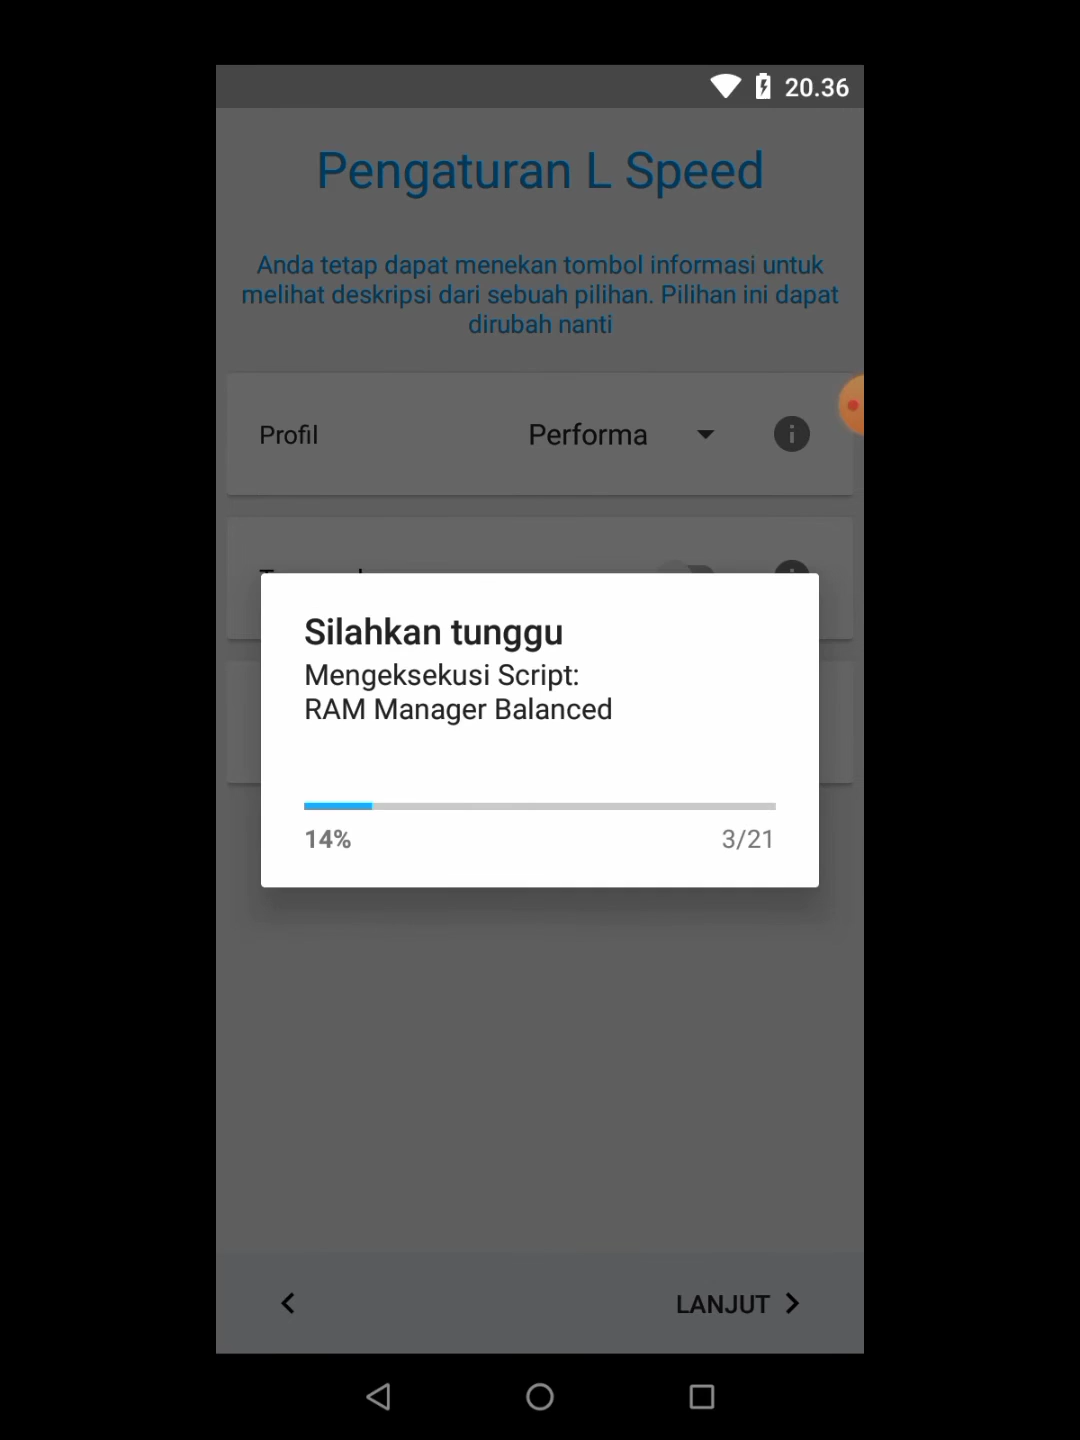 20.36
Pengaturan L Speed
Anda tetap dapat menekan tombol informasi untuk
melihat deskripsi dari sebuah pilihan. Pilihan ini dapat
dirubah nanti
Profil
Performa
Silahkan tunggu
Mengeksekusi Script:
RAM Manager Balanced
14%
3/21
LANJUT